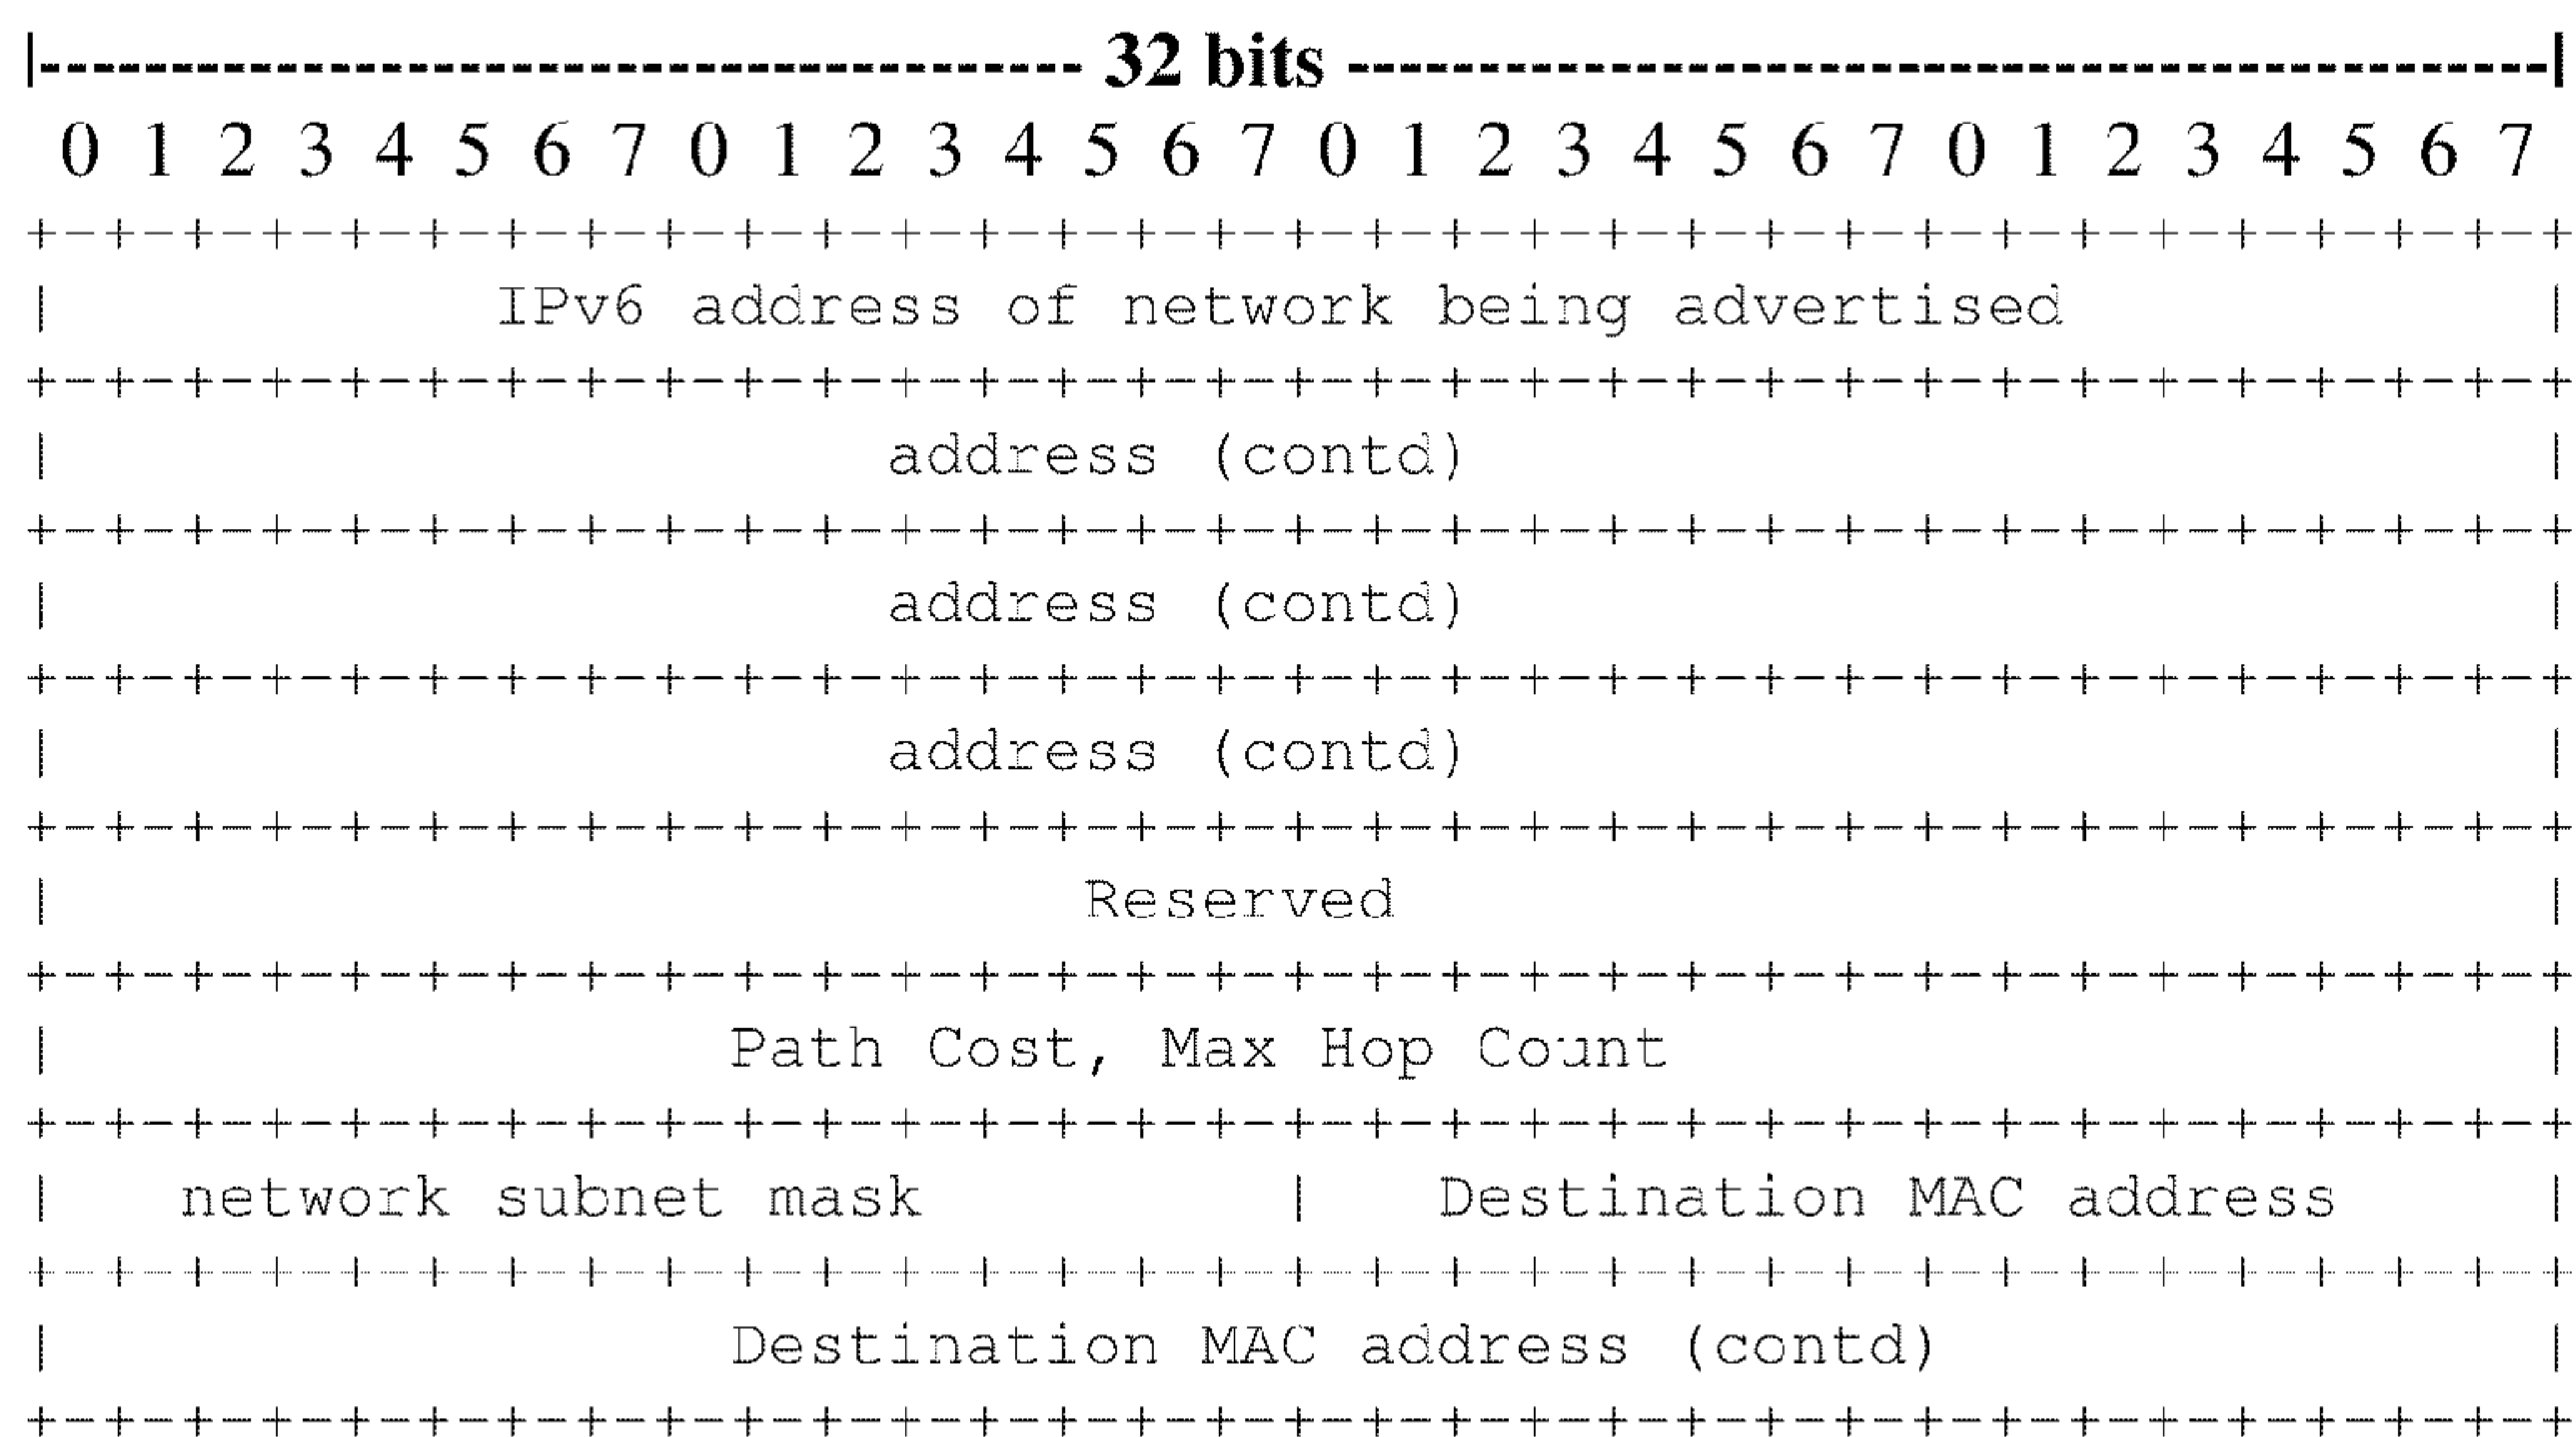 |---------------------------------------- 32 bits ----------------------------------------------|
0 1 2 3 4 5 6 7 0 1 2 3 4 5 6 7 0 1 2 3 4 5 6 7 0 1 2 3 4 5 6 7
+-+-+-+-+-+-+-+-+-+-+-+-+-+-+-+-+-+-+-+-+-+-+-+-+-+-+-+-+-+-+-+-+
| IPv6 address of network being advertised |
+-+-+-+-+-+-+-+-+-+-+-+-+-+-+-+-+-+-+-+-+-+-+-+-+-+-+-+-+-+-+-+-+
| address (contd) |
+-+-+-+-+-+-+-+-+-+-+-+-+-+-+-+-+-+-+-+-+-+-+-+-+-+-+-+-+-+-+-+-+
| address (contd) |
+-+-+-+-+-+-+-+-+-+-+-+-+-+-+-+-+-+-+-+-+-+-+-+-+-+-+-+-+-+-+-+-+
| address (contd) |
+-+-+-+-+-+-+-+-+-+-+-+-+-+-+-+-+-+-+-+-+-+-+-+-+-+-+-+-+-+-+-+-+
| Reserved |
+-+-+-+-+-+-+-+-+-+-+-+-+-+-+-+-+-+-+-+-+-+-+-+-+-+-+-+-+-+-+-+-+
| Path Cost, Max Hop Count |
+-+-+-+-+-+-+-+-+-+-+-+-+-+-+-+-+-+-+-+-+-+-+-+-+-+-+-+-+-+-+-+-+
| network subnet mask | Destination MAC address |
+-+-+-+-+-+-+-+-+-+-+-+-+-+-+-+-+-+-+-+-+-+-+-+-+-+-+-+-+-+-+-+-+
| Destination MAC address (contd) |
+-+-+-+-+-+-+-+-+-+-+-+-+-+-+-+-+-+-+-+-+-+-+-+-+-+-+-+-+-+-+-+-+